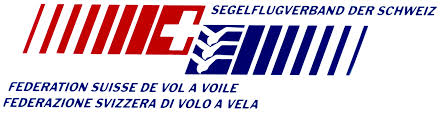 SEGELFLUGVERBAND DER SCHWEIZ
FEDERATION SUISSE DE VOL A VOILE
FEDERAZIONE SVIZZERA DI VOLO A VELA